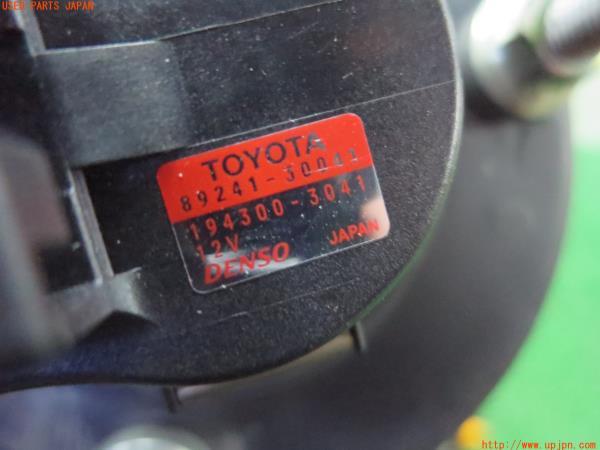 USED PARTS JAPAN
TOYOTA
89241-30041
194300-3041
12V
DENSO JAPAN
http://www.upjpn.com